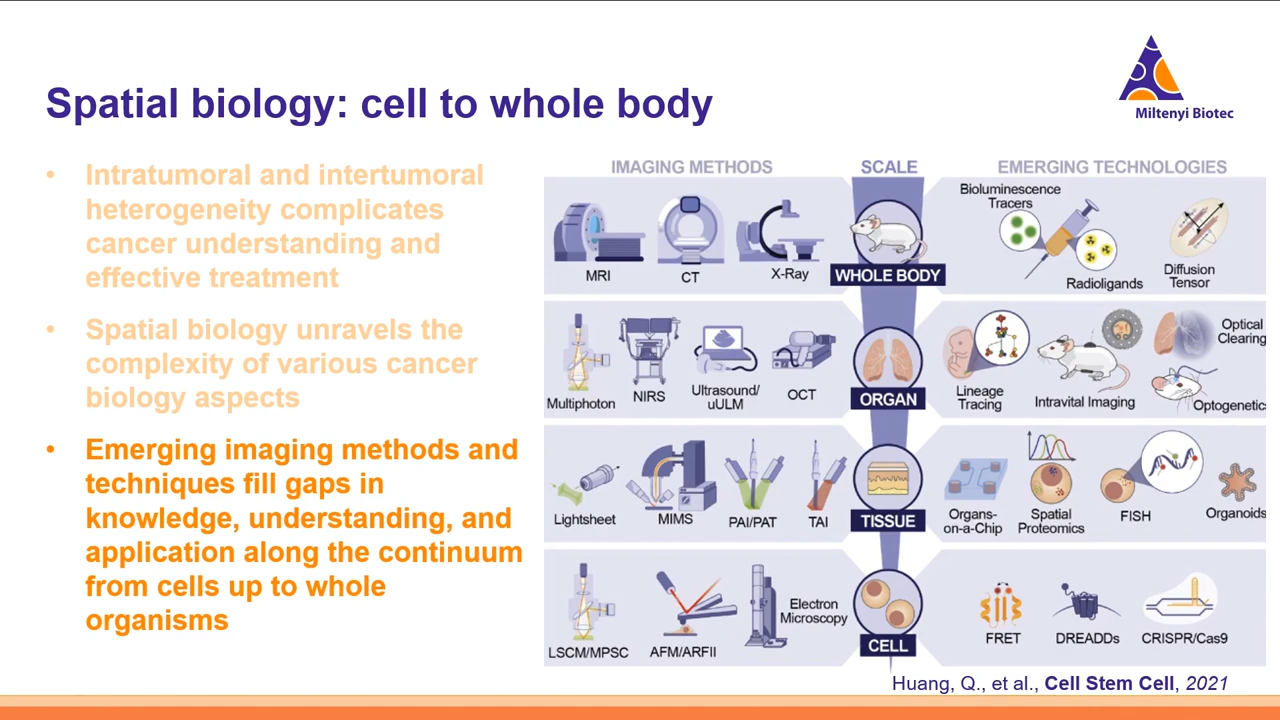 Miltenyi Biotec
Spatial biology: cell to whole body
• Intratumoral and intertumoral
heterogeneity complicates
cancer understanding and
effective treatment
• Spatial biology unravels the
complexity of various cancer
biology aspects
• Emerging imaging methods and
techniques fill gaps in
knowledge, understanding, and
application along the continuum
from cells up to whole
organisms
IMAGING METHODS
SCALE
EMERGING TECHNOLOGIES
MRI
CT
X-Ray
WHOLE BODY
Bioluminescence
Tracers
Radioligands
Diffusion
Tensor
Multiphoton
NIRS
Ultrasound/
uULM
OCT
ORGAN
Lineage
Tracing
Intravital Imaging
Optical
Clearing
Optogenetics
Lightsheet
MIMS
PAI/PAT
TAI
TISSUE
Organs-
on-a-Chip
Spatial
Proteomics
FISH
Organoids
LSCM/MPSC
AFM/ARFII
Electron
Microscopy
CELL
FRET
DREADDs
CRISPR/Cas9
Huang, Q., et al., Cell Stem Cell, 2021